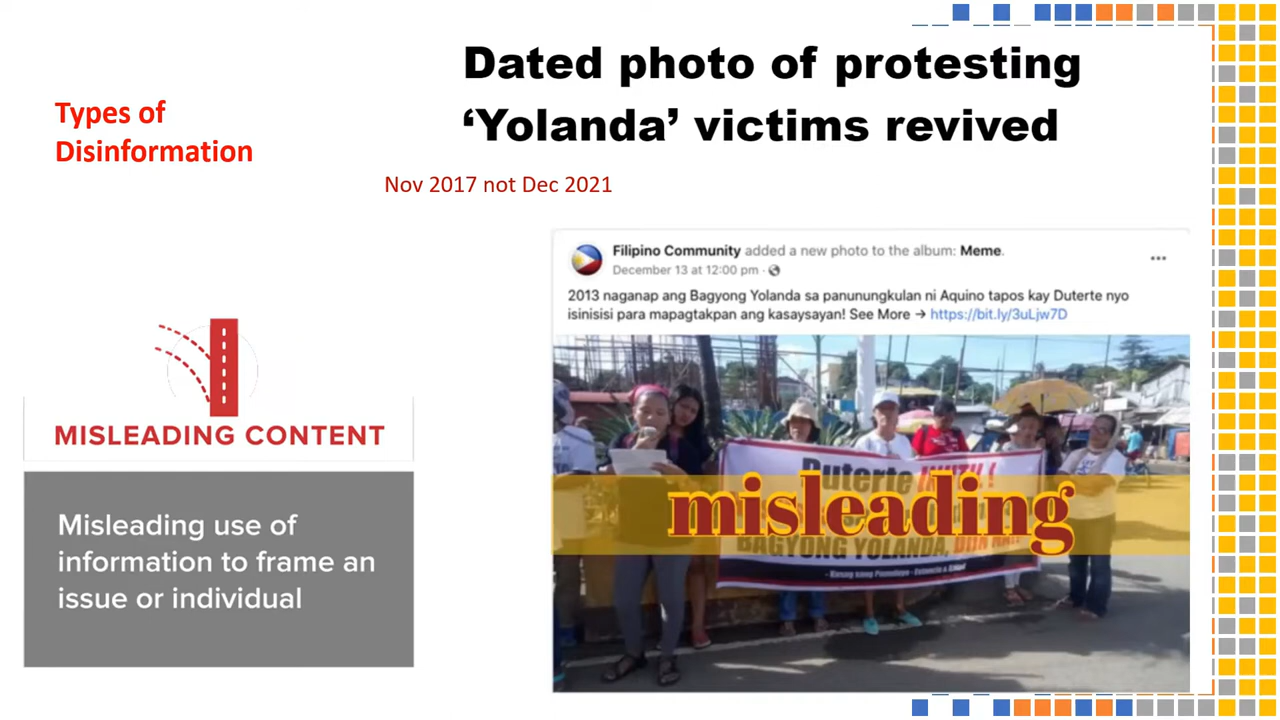 Types of
Disinformation
Dated photo of protesting
‘Yolanda’ victims revived
Nov 2017 not Dec 2021
MISLEADING CONTENT
Misleading use of
information to frame an
issue or individual
Filipino Community added a new photo to the album: Meme.
December 13 at 12:00 pm ·
2013 naganap ang Bagyong Yolanda sa panunungkulan ni Aquino tapos kay Duterte nyo
isinisisi para mapagtakpan ang kasaysayan! See More → https://bit.ly/3uLjw7D
Duterte
misleading
BAGYONG YOLANDA,